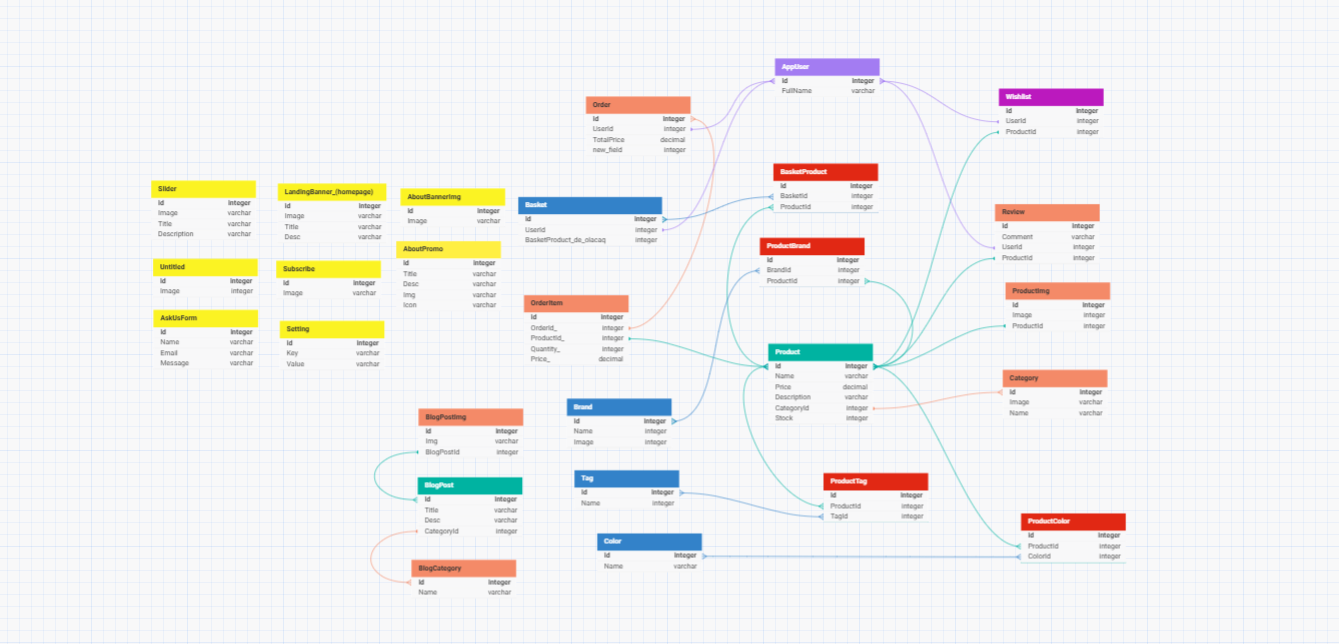 AppUser
Id Integer
FullName varchar
Wishlist
Id Integer
UserId integer
ProductId integer
Order
Id Integer
UserId integer
TotalPrice decimal
new_field integer
BasketProduct
Id Integer
BasketId integer
ProductId integer
Slider
Id Integer
Image varchar
Title varchar
Description varchar
LandingBanner_(homepage)
Id Integer
Image varchar
Title varchar
Desc varchar
AboutBannerImg
Id Integer
Image varchar
Basket
Id Integer
UserId integer
BasketProduct_de_olacaq integer
Review
Id Integer
Comment varchar
UserId integer
ProductId integer
ProductBrand
Id Integer
BrandId integer
ProductId integer
AboutPromo
Id Integer
Title varchar
Desc varchar
Img varchar
Icon varchar
Untitled
Id Integer
Image integer
Subscribe
Id Integer
Image varchar
ProductImg
Id Integer
Image integer
ProductId integer
OrderItem
Id Integer
OrderId_ integer
ProductId_ integer
Quantity_ integer
Price_ decimal
AskUsForm
Id Integer
Name varchar
Email varchar
Message varchar
Setting
Id Integer
Key varchar
Value varchar
Product
Id Integer
Name varchar
Price decimal
Description varchar
CategoryId integer
Stock integer
Category
Id Integer
Image varchar
Name varchar
Brand
Id Integer
Name integer
Image integer
BlogPostImg
Id Integer
Img varchar
BlogPostId integer
Tag
Id Integer
Name integer
ProductTag
Id Integer
ProductId integer
TagId integer
BlogPost
Id Integer
Title varchar
Desc varchar
CategoryId integer
ProductColor
Id Integer
ProductId integer
ColorId integer
Color
Id Integer
Name varchar
BlogCategory
Id Integer
Name varchar